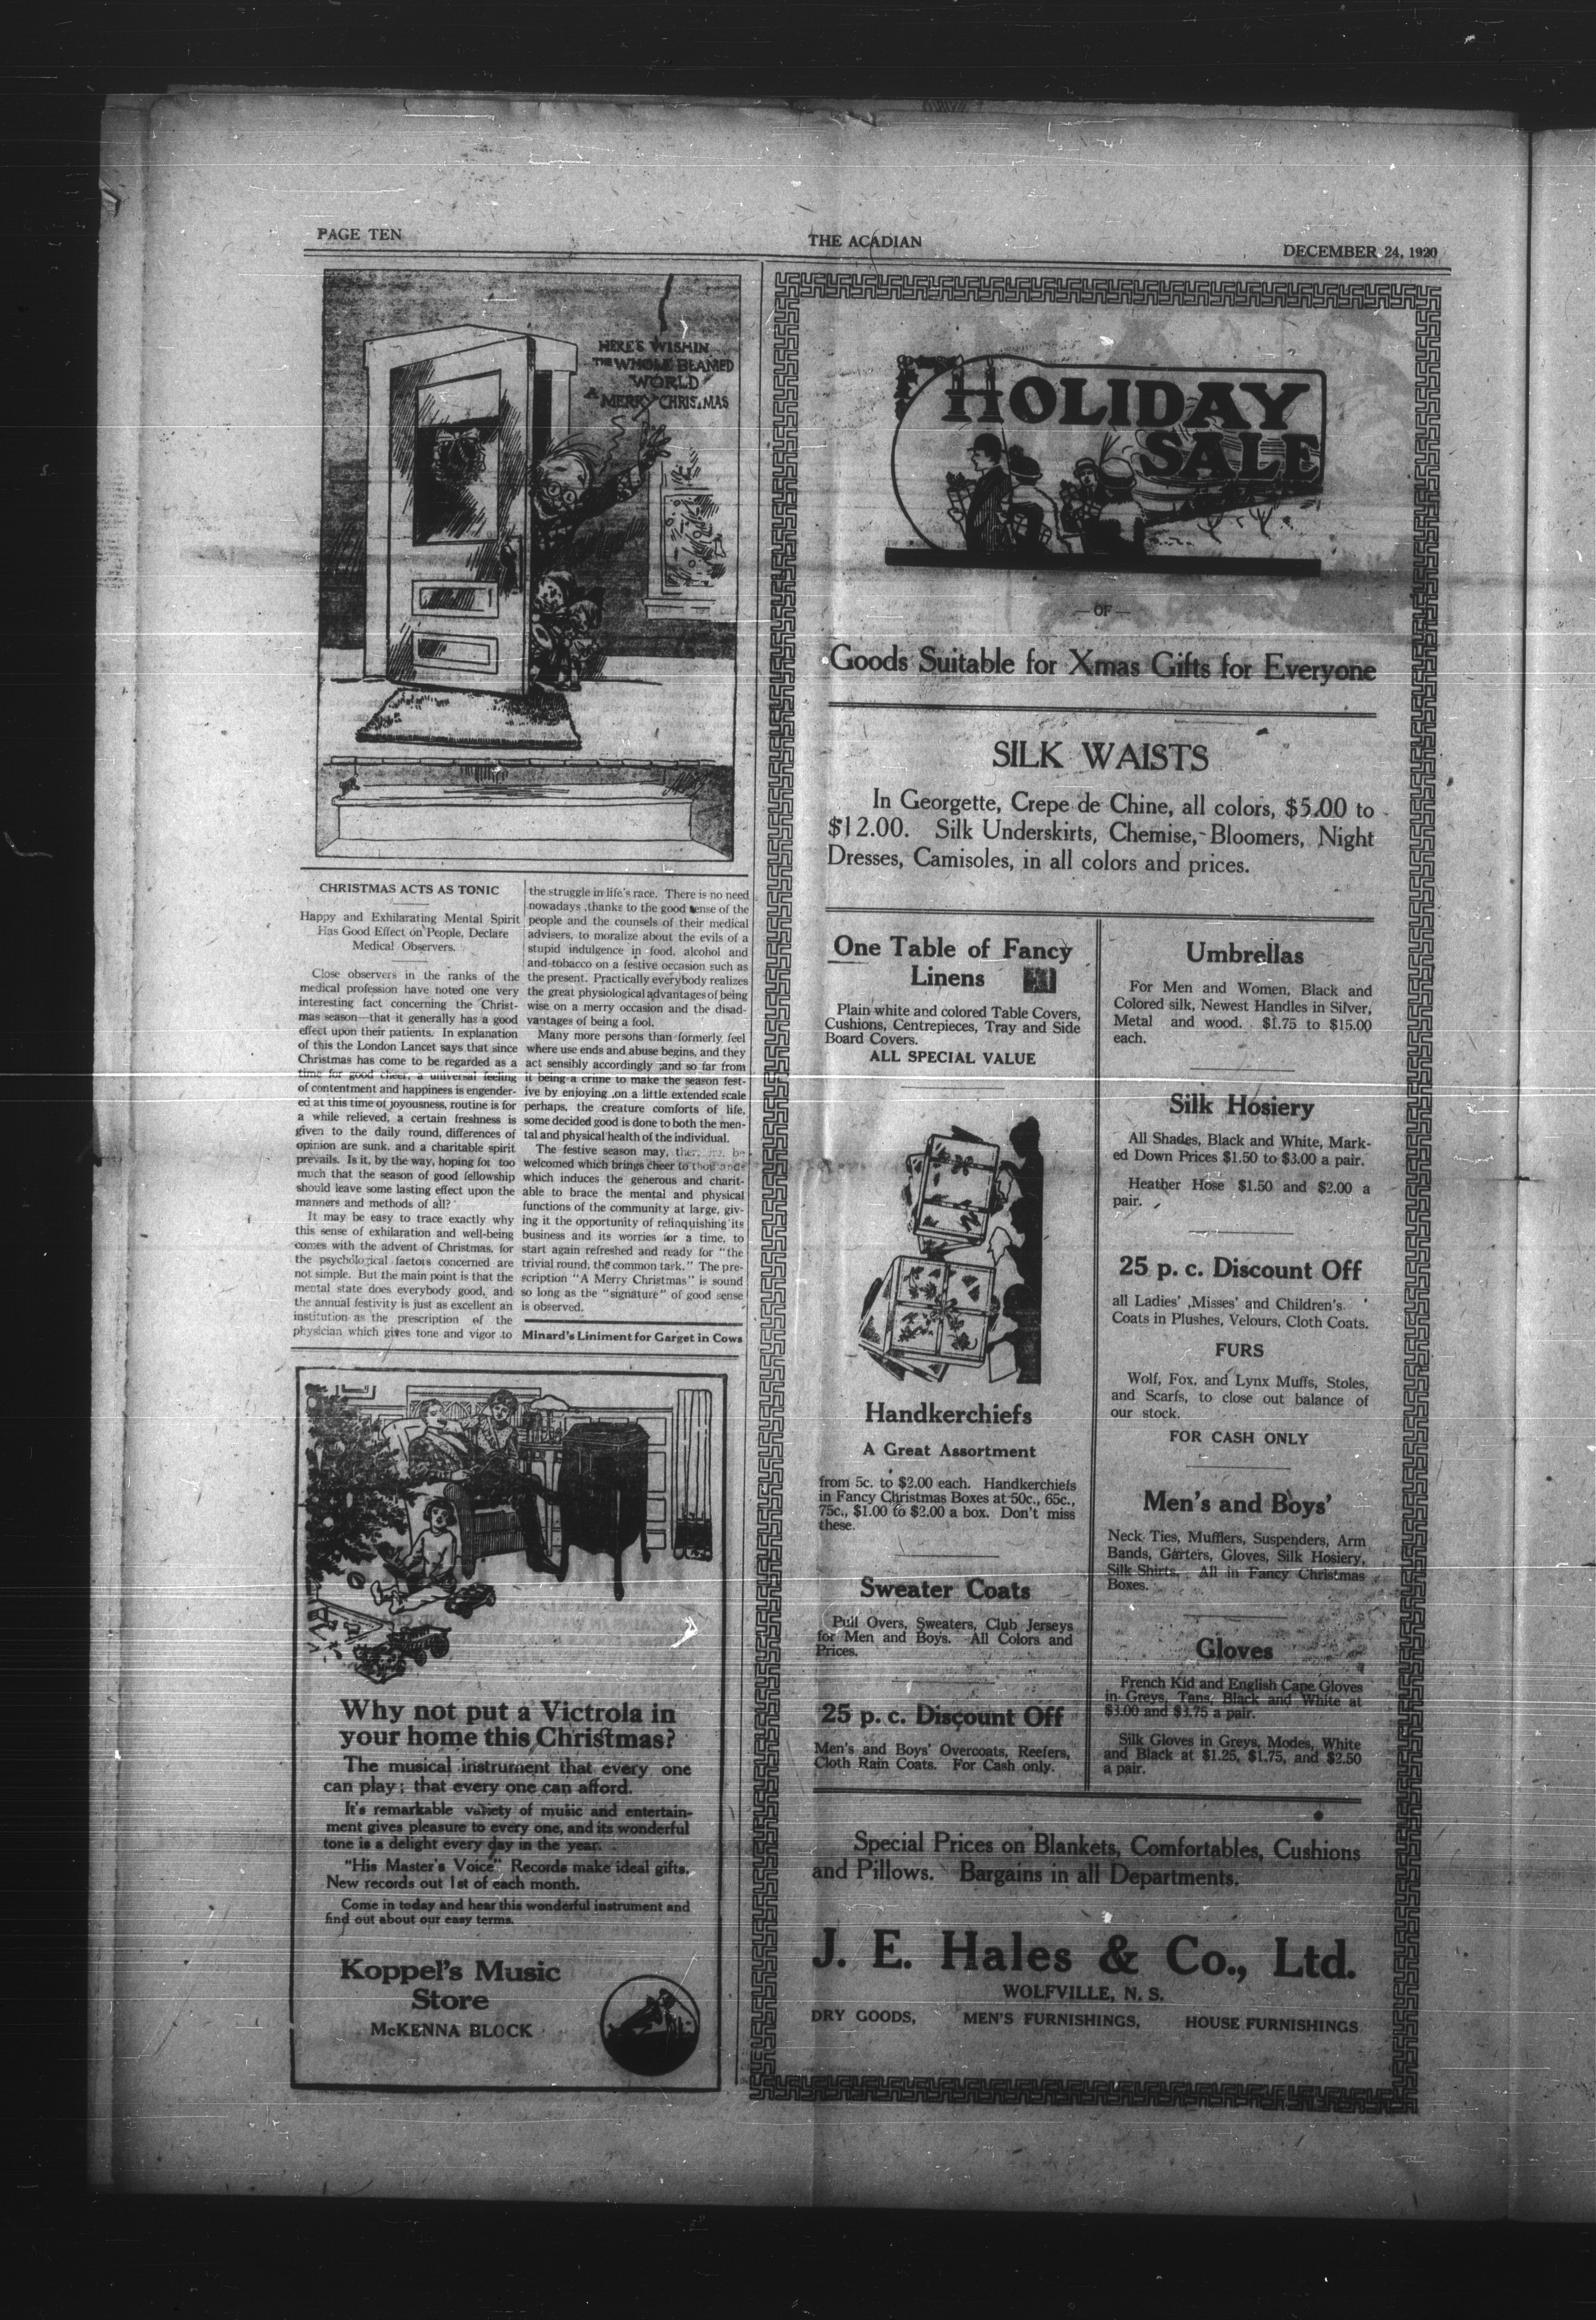 PAGE TEN
THE ACADIAN
DECEMBER 24, 1920
HERE'S WISHIN
THE WHOLE BLAMED
WORLD
A MERRY CHRISTMAS
CHRISTMAS ACTS AS TONIC
Happy and Exhilarating Mental Spirit
Has Good Effect on People, Declare
Medical Observers.
Close observers in the ranks of the
medical profession have noted one very
interesting fact concerning the Christ-
mas season—that it generally has a good
effect upon their patients. In explanation
of this the London Lancet says that since
Christmas has come to be regarded as a
time for good cheer, a universal feeling
of contentment and happiness is engender-
ed at this time of joyousness, routine is for
a while relieved, a certain freshness is
given to the daily round, differences of
opinion are sunk, and a charitable spirit
prevails. Is it, by the way, hoping for too
much that the season of good fellowship
should leave some lasting effect upon the
manners and methods of all?
It may be easy to trace exactly why
this sense of exhilaration and well-being
comes with the advent of Christmas, for
the psychological factors concerned are
not simple. But the main point is that the
mental state does everybody good, and
the annual festivity is just as excellent an
institution as the prescription of the
physician which gives tone and vigor to
the struggle in life's race. There is no need
nowadays ,thanks to the good sense of the
people and the counsels of their medical
advisers, to moralize about the evils of a
stupid indulgence in food, alcohol and
and tobacco on a festive occasion such as
the present. Practically everybody realizes
the great physiological advantages of being
wise on a merry occasion and the disad-
vantages of being a fool.
Many more persons than formerly feel
where use ends and abuse begins, and they
act sensibly accordingly ;and so far from
it being a crime to make the season fest-
ive by enjoying ,on a little extended scale
perhaps, the creature comforts of life,
some decided good is done to both the men-
tal and physical health of the individual.
The festive season may, be
welcomed which brings cheer to thousands
which induces the generous and charit-
able to brace the mental and physical
functions of the community at large, giv-
ing it the opportunity of relinquishing its
business and its worries for a time, to
start again refreshed and ready for "the
trivial round, the common task." The pre-
scription "A Merry Christmas" is sound
so long as the "signature" of good sense
is observed.
Minard's Liniment for Garget in Cows
Why not put a Victrola in
your home this Christmas?
The musical instrument that every one
can play; that every one can afford.
It's remarkable variety of music and entertain-
ment gives pleasure to every one, and its wonderful
tone is a delight every day in the year.
"His Master's Voice" Records make ideal gifts.
New records out 1st of each month.
Come in today and hear this wonderful instrument and
find out about our easy terms.
Koppel's Music
Store
McKENNA BLOCK
HOLIDAY
SALE
— OF —
Goods Suitable for Xmas Gifts for Everyone
SILK WAISTS
In Georgette, Crepe de Chine, all colors, $5.00 to
$12.00. Silk Underskirts, Chemise, Bloomers, Night
Dresses, Camisoles, in all colors and prices.
One Table of Fancy
Linens
Plain white and colored Table Covers,
Cushions, Centrepieces, Tray and Side
Board Covers.
ALL SPECIAL VALUE
Handkerchiefs
A Great Assortment
from 5c. to $2.00 each. Handkerchiefs
in Fancy Christmas Boxes at 50c., 65c.,
75c., $1.00 to $2.00 a box. Don't miss
these.
Sweater Coats
Pull Overs, Sweaters, Club Jerseys
for Men and Boys. All Colors and
Prices.
25 p. c. Discount Off
Men's and Boys' Overcoats, Reefers,
Cloth Rain Coats. For Cash only.
Umbrellas
For Men and Women, Black and
Colored silk, Newest Handles in Silver,
Metal and wood. $1.75 to $15.00
each.
Silk Hosiery
All Shades, Black and White, Mark-
ed Down Prices $1.50 to $3.00 a pair.
Heather Hose $1.50 and $2.00 a
pair.
25 p. c. Discount Off
all Ladies' ,Misses' and Children's
Coats in Plushes, Velours, Cloth Coats.
FURS
Wolf, Fox, and Lynx Muffs, Stoles,
and Scarfs, to close out balance of
our stock.
FOR CASH ONLY
Men's and Boys'
Neck Ties, Mufflers, Suspenders, Arm
Bands, Garters, Gloves, Silk Hosiery,
Silk Shirts, All in Fancy Christmas
Boxes.
Gloves
French Kid and English Cape Gloves
in Greys, Tans, Black and White at
$3.00 and $3.75 a pair.
Silk Gloves in Greys, Modes, White
and Black at $1.25, $1.75, and $2.50
a pair.
Special Prices on Blankets, Comfortables, Cushions
and Pillows. Bargains in all Departments.
J. E. Hales & Co., Ltd.
WOLFVILLE, N. S.
DRY GOODS, MEN'S FURNISHINGS, HOUSE FURNISHINGS